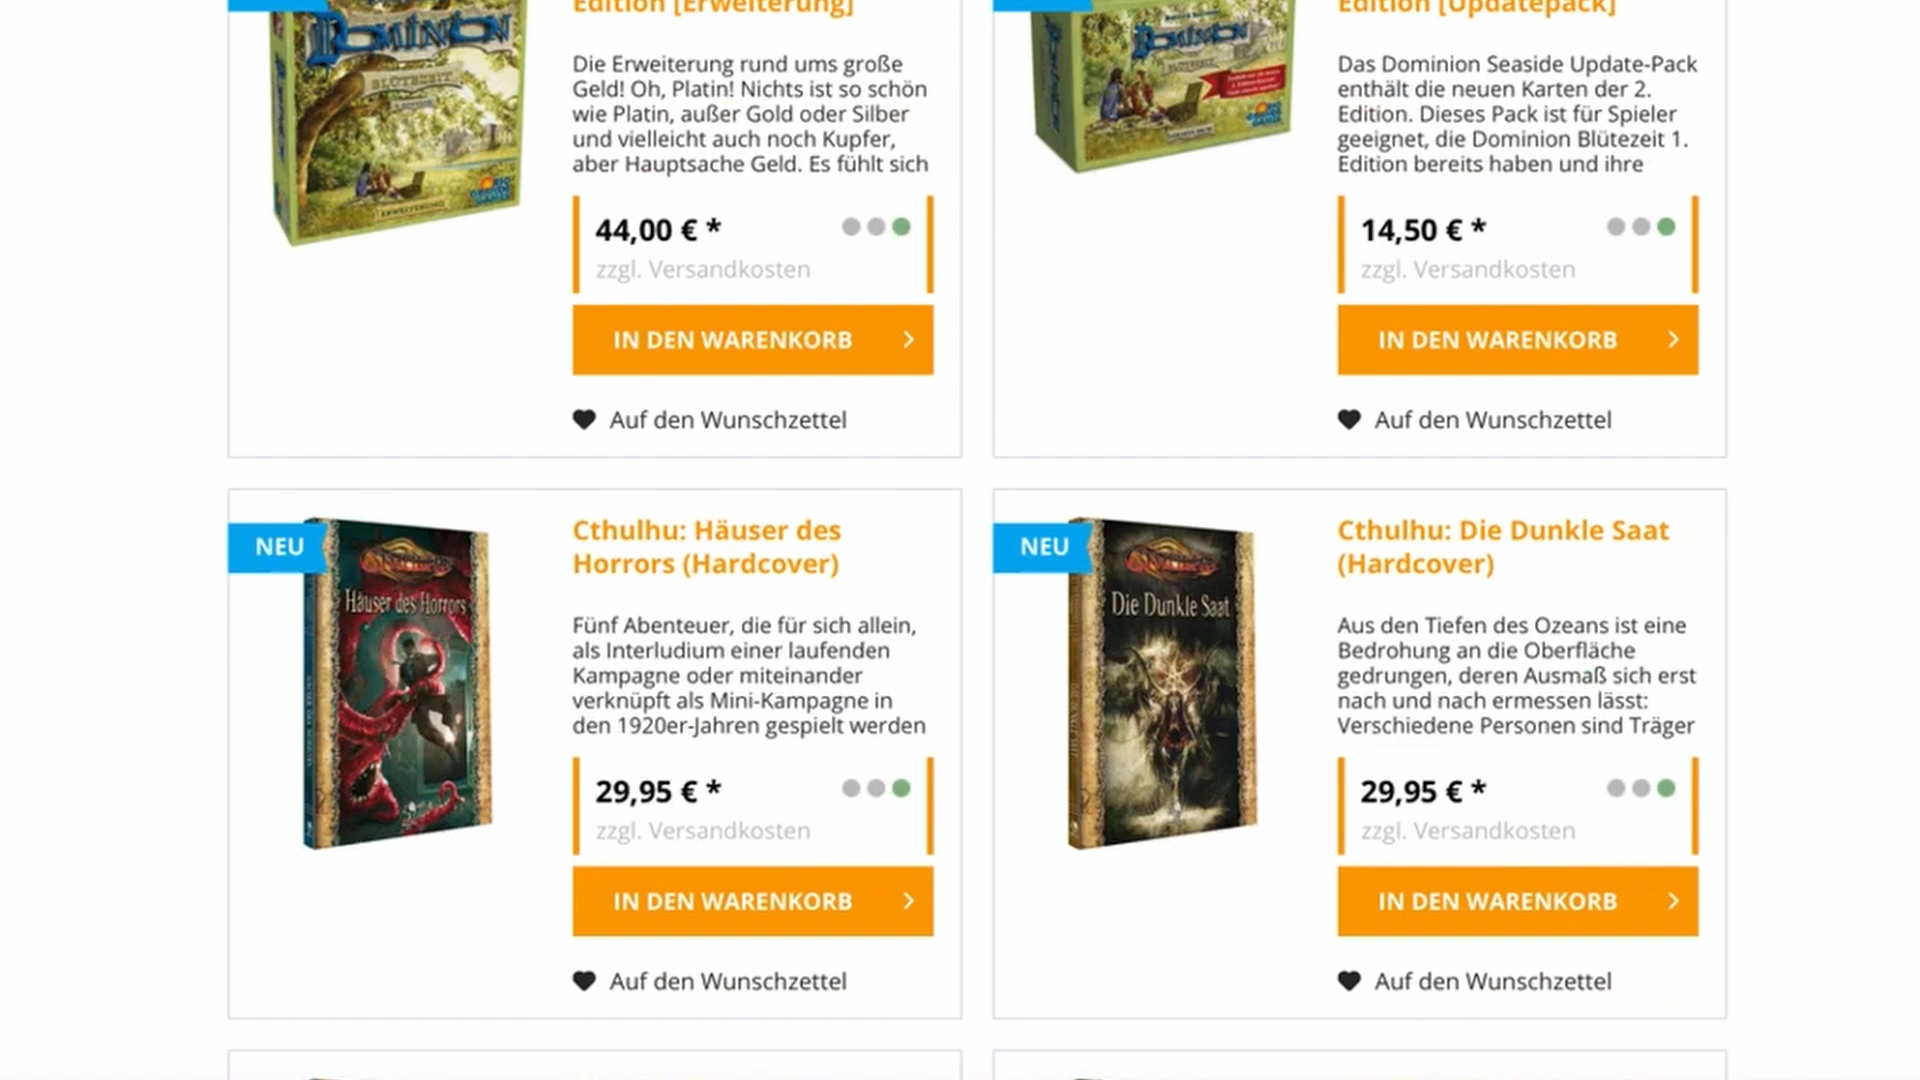 Edition [Erweiterung]
DOMINION
BLÜTEZEIT
ERWEITERUNG
Die Erweiterung rund ums große
Geld! Oh, Platin! Nichts ist so schön
wie Platin, außer Gold oder Silber
und vielleicht auch noch Kupfer,
aber Hauptsache Geld. Es fühlt sich
44,00 € *
zzgl. Versandkosten
IN DEN WARENKORB
Auf den Wunschzettel
Edition [Updatepack]
DOMINION
BLÜTEZEIT
Das Dominion Seaside Update-Pack
enthält die neuen Karten der 2.
Edition. Dieses Pack ist für Spieler
geeignet, die Dominion Blütezeit 1.
Edition bereits haben und ihre
14,50 € *
zzgl. Versandkosten
IN DEN WARENKORB
Auf den Wunschzettel
NEU
Häuser des Horrors
Cthulhu: Häuser des
Horrors (Hardcover)
Fünf Abenteuer, die für sich allein,
als Interludium einer laufenden
Kampagne oder miteinander
verknüpft als Mini-Kampagne in
den 1920er-Jahren gespielt werden
29,95 € *
zzgl. Versandkosten
IN DEN WARENKORB
Auf den Wunschzettel
NEU
Die Dunkle Saat
Cthulhu: Die Dunkle Saat
(Hardcover)
Aus den Tiefen des Ozeans ist eine
Bedrohung an die Oberfläche
gedrungen, deren Ausmaß sich erst
nach und nach ermessen lässt:
Verschiedene Personen sind Träger
29,95 € *
zzgl. Versandkosten
IN DEN WARENKORB
Auf den Wunschzettel